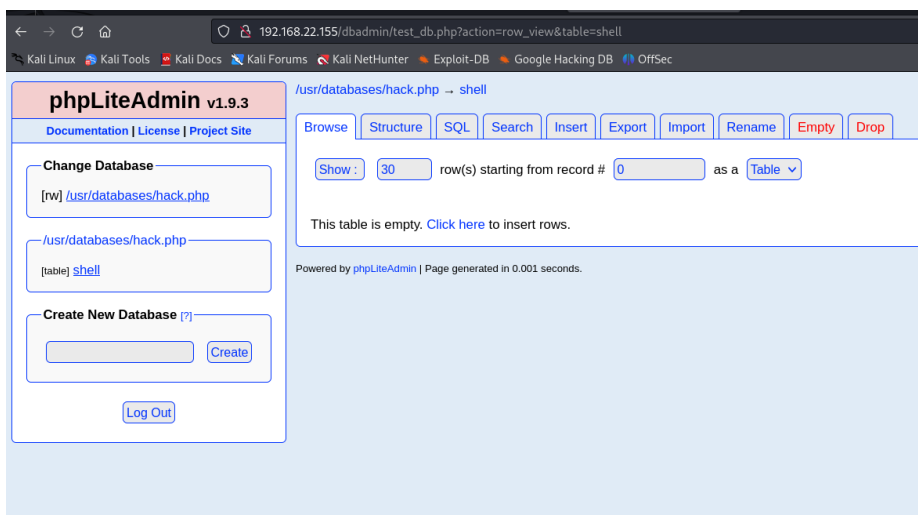 192.168.22.155/dbadmin/test_db.php?action=row_view&table=shell
Kali Linux Kali Tools Kali Docs Kali Forums Kali NetHunter Exploit-DB Google Hacking DB OffSec
phpLiteAdmin v1.9.3
Documentation | License | Project Site
Change Database
[rw] /usr/databases/hack.php
/usr/databases/hack.php
[table] shell
Create New Database [?]
Create
Log Out
/usr/databases/hack.php → shell
Browse Structure SQL Search Insert Export Import Rename Empty Drop
Show : 30 row(s) starting from record # 0 as a Table
This table is empty. Click here to insert rows.
Powered by phpLiteAdmin | Page generated in 0.001 seconds.